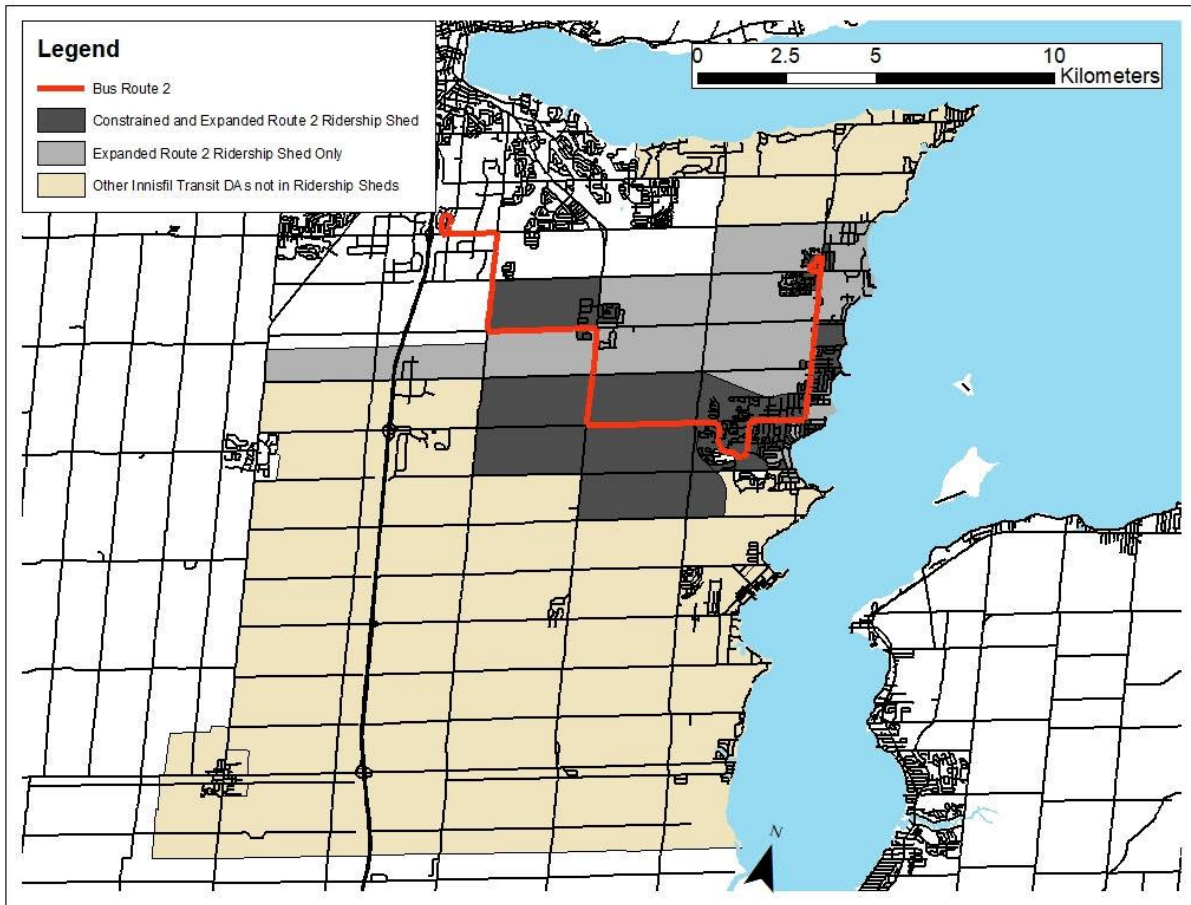 Legend
Bus Route 2
Constrained and Expanded Route 2 Ridership Shed
Expanded Route 2 Ridership Shed Only
Other Innisfil Transit DAs not in Ridership Sheds
0 2.5 5 10
Kilometers
N